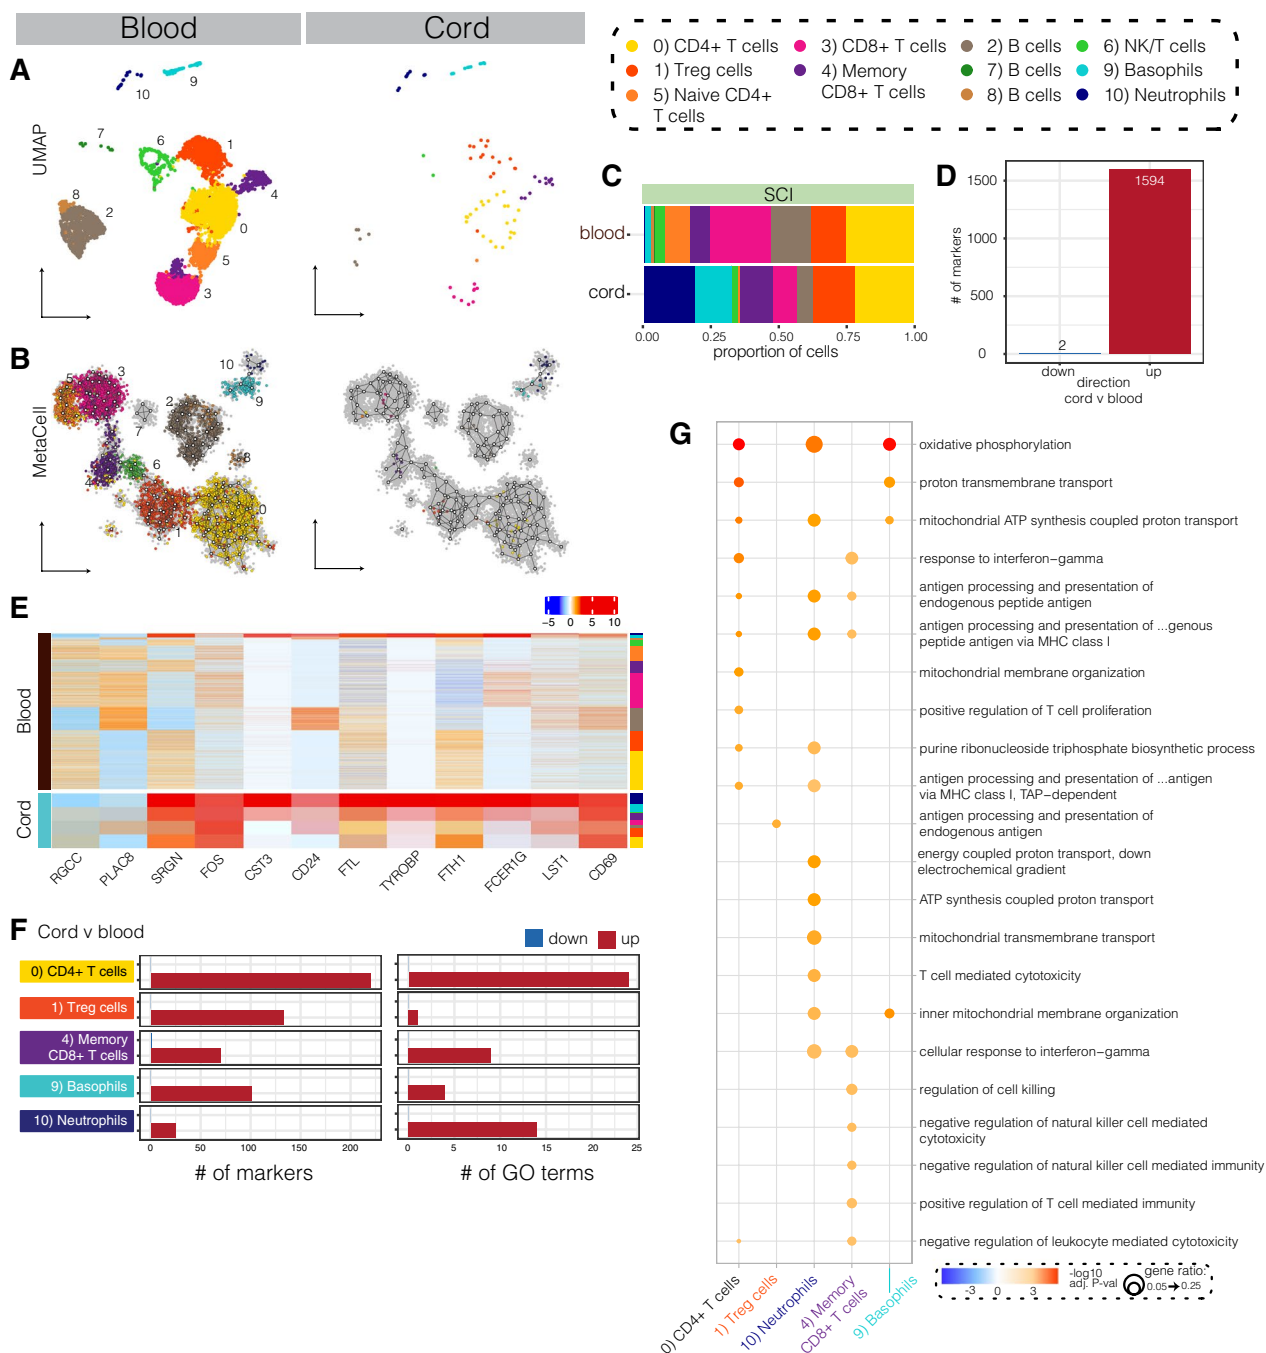 Blood
Cord
A
UMAP
10
9
7
6
1
4
8
2
0
5
3
0) CD4+ T cells
1) Treg cells
5) Naive CD4+
T cells
3) CD8+ T cells
4) Memory
CD8+ T cells
2) B cells
7) B cells
8) B cells
6) NK/T cells
9) Basophils
10) Neutrophils
C
SCI
blood
cord
0.00
0.25
0.50
0.75
1.00
proportion of cells
D
# of markers
1500
1000
500
0
1594
2
down
up
direction
cord v blood
B
MetaCell
5
3
10
9
2
7
6
4
8
0
1
E
−5
0
5
10
Blood
Cord
RGCC
PLAC8
SRGN
FOS
CST3
CD24
FTL
TYROBP
FTH1
FCER1G
LST1
CD69
F
Cord v blood
down
up
0) CD4+ T cells
1) Treg cells
4) Memory
CD8+ T cells
9) Basophils
10) Neutrophils
0
50
100
150
200
# of markers
0
5
10
15
20
25
# of GO terms
G
oxidative phosphorylation
proton transmembrane transport
mitochondrial ATP synthesis coupled proton transport
response to interferon−gamma
antigen processing and presentation of
endogenous peptide antigen
antigen processing and presentation of ...genous
peptide antigen via MHC class I
mitochondrial membrane organization
positive regulation of T cell proliferation
purine ribonucleoside triphosphate biosynthetic process
antigen processing and presentation of ...antigen
via MHC class I, TAP−dependent
antigen processing and presentation of
endogenous antigen
energy coupled proton transport, down
electrochemical gradient
ATP synthesis coupled proton transport
mitochondrial transmembrane transport
T cell mediated cytotoxicity
inner mitochondrial membrane organization
cellular response to interferon−gamma
regulation of cell killing
negative regulation of natural killer cell mediated
cytotoxicity
negative regulation of natural killer cell mediated immunity
positive regulation of T cell mediated immunity
negative regulation of leukocyte mediated cytotoxicity
0) CD4+ T cells
1) Treg cells
10) Neutrophils
4) Memory
CD8+ T cells
9) Basophils
-3
0
3
-log10
adj. P-val
gene ratio:
0.05
0.25